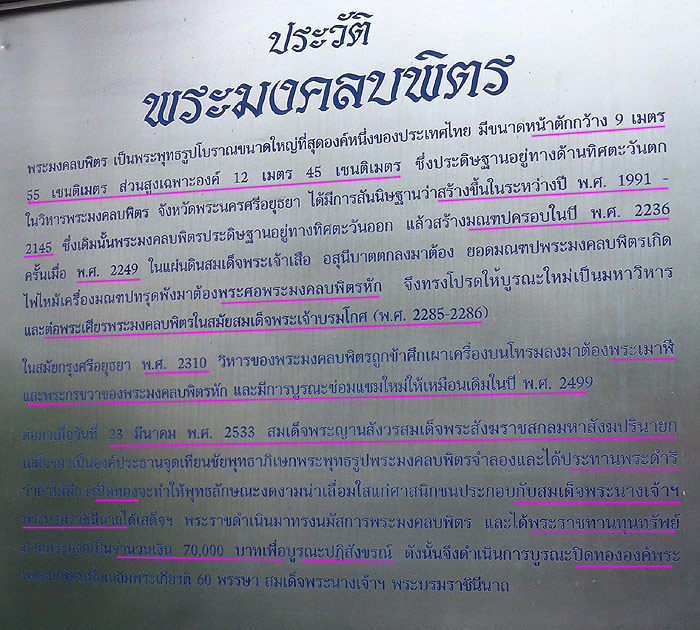 ประวัติ
พระมงคลบพิตร
พระมงคลบพิตร เป็นพระพุทธรูปโบราณขนาดใหญ่ที่สุดองค์หนึ่งของประเทศไทย มีขนาดหน้าตักกว้าง 9 เมตร
55 เซนติเมตร ส่วนสูงเฉพาะองค์ 12 เมตร 45 เซนติเมตร ซึ่งประดิษฐานอยู่ทางด้านทิศตะวันตก
ในวิหารพระมงคลบพิตร จังหวัดพระนครศรีอยุธยา ได้มีการสันนิษฐานว่าสร้างขึ้นในระหว่างปี พ.ศ. 1991 -
2145 ซึ่งเดิมนั้นพระมงคลบพิตรประดิษฐานอยู่ทางทิศตะวันออก แล้วสร้างมณฑปครอบในปี พ.ศ. 2236
ครั้นเมื่อ พ.ศ. 2249 ในแผ่นดินสมเด็จพระเจ้าเสือ อสุนีบาตตกลงมาต้อง ยอดมณฑปพระมงคลบพิตรเกิด
ไฟไหม้เครื่องมณฑปทรุดพังมาต้องพระศอพระมงคลบพิตรหัก จึงทรงโปรดให้บูรณะใหม่เป็นมหาวิหาร
และต่อพระเศียรพระมงคลบพิตรในสมัยสมเด็จพระเจ้าบรมโกศ (พ.ศ. 2285-2286)
ในสมัยกรุงศรีอยุธยา พ.ศ. 2310 วิหารของพระมงคลบพิตรถูกข้าศึกเผาเครื่องบนโทรมลงมาต้องพระเมาฬี
และพระกรขวาของพระมงคลบพิตรหัก และมีการบูรณะซ่อมแซมใหม่ให้เหมือนเดิมในปี พ.ศ. 2499
ต่อมาเมื่อวันที่ 23 มีนาคม พ.ศ. 2533 สมเด็จพระญาณสังวรสมเด็จพระสังฆราชสกลมหาสังฆปรินายก
เสด็จมาเป็นองค์ประธานจุดเทียนชัยพุทธาภิเษกพระพุทธรูปพระมงคลบพิตรจำลองและได้ประทานพระดำริ
ว่าถ้าได้มีการปิดทองจะทำให้พุทธลักษณะงดงามน่าเลื่อมใสแก่ศาสนิกชนประกอบกับสมเด็จพระนางเจ้าฯ
พระบรมราชินีนาถได้เสด็จฯ พระราชดำเนินมาทรงนมัสการพระมงคลบพิตร และได้พระราชทานทุนทรัพย์
ส่วนพระองค์เป็นจำนวนเงิน 70,000 บาทเพื่อบูรณะปฏิสังขรณ์ ดังนั้นจึงดำเนินการบูรณะปิดทององค์พระ
มงคลบพิตรเพื่อเฉลิมพระเกียรติ 60 พรรษา สมเด็จพระนางเจ้าฯ พระบรมราชินีนาถ